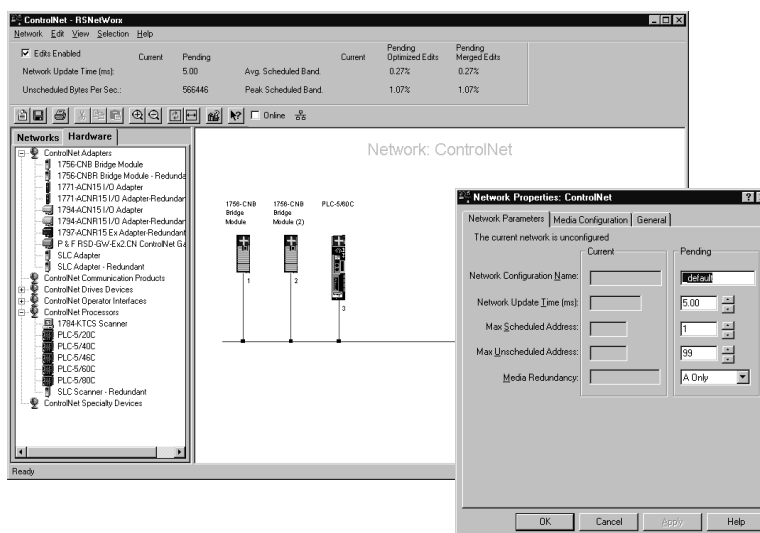 ControlNet - RSNetWorx
Network Edit View Selection Help
Edits Enabled Current Pending Current Pending Optimized Edits Pending Merged Edits
Network Update Time (ms): 5.00 Avg. Scheduled Band. 0.27% 0.27%
Unscheduled Bytes Per Sec.: 566446 Peak Scheduled Band. 1.07% 1.07%
Online
Networks Hardware
ControlNet Adapters
1756-CNB Bridge Module
1756-CNBR Bridge Module - Redunda
1771-ACN15 I/O Adapter
1771-ACNR15 I/O Adapter-Redundar
1794-ACN15 I/O Adapter
1794-ACNR15 I/O Adapter-Redundar
1797-ACNR15 Ex Adapter-Redundant
P & F RSD-GW-Ex2.CN ControlNet Ga
SLC Adapter
SLC Adapter - Redundant
ControlNet Communication Products
ControlNet Drives Devices
ControlNet Operator Interfaces
ControlNet Processors
1784-KTCS Scanner
PLC-5/20C
PLC-5/40C
PLC-5/46C
PLC-5/60C
PLC-5/80C
SLC Scanner - Redundant
ControlNet Specialty Devices
Ready
Network: ControlNet
1756-CNB Bridge Module
1756-CNB Bridge Module (2)
PLC-5/80C
1
2
3
Network Properties: ControlNet
Network Parameters Media Configuration General
The current network is unconfigured
Current Pending
Network Configuration Name: default
Network Update Time (ms): 5.00
Max Scheduled Address: 1
Max Unscheduled Address: 99
Media Redundancy: A Only
OK Cancel Apply Help